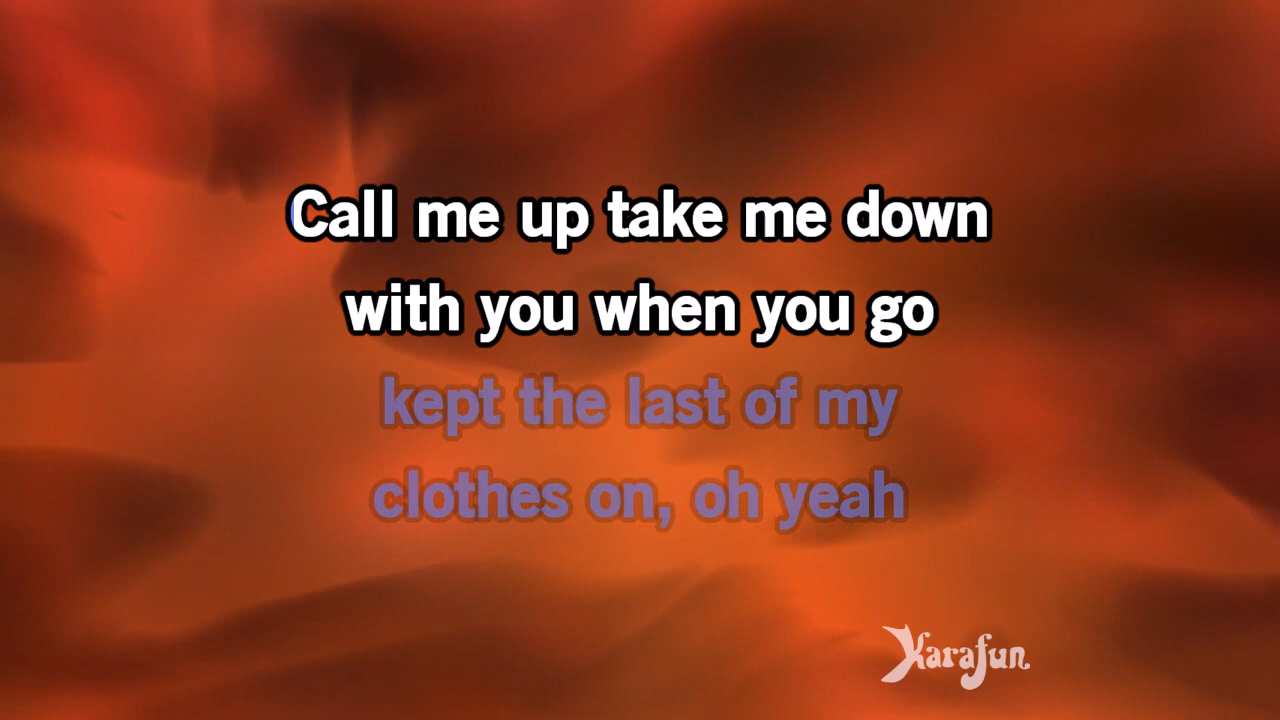 Call me up take me down
with you when you go
kept the last of my
clothes on, oh yeah
Karafun